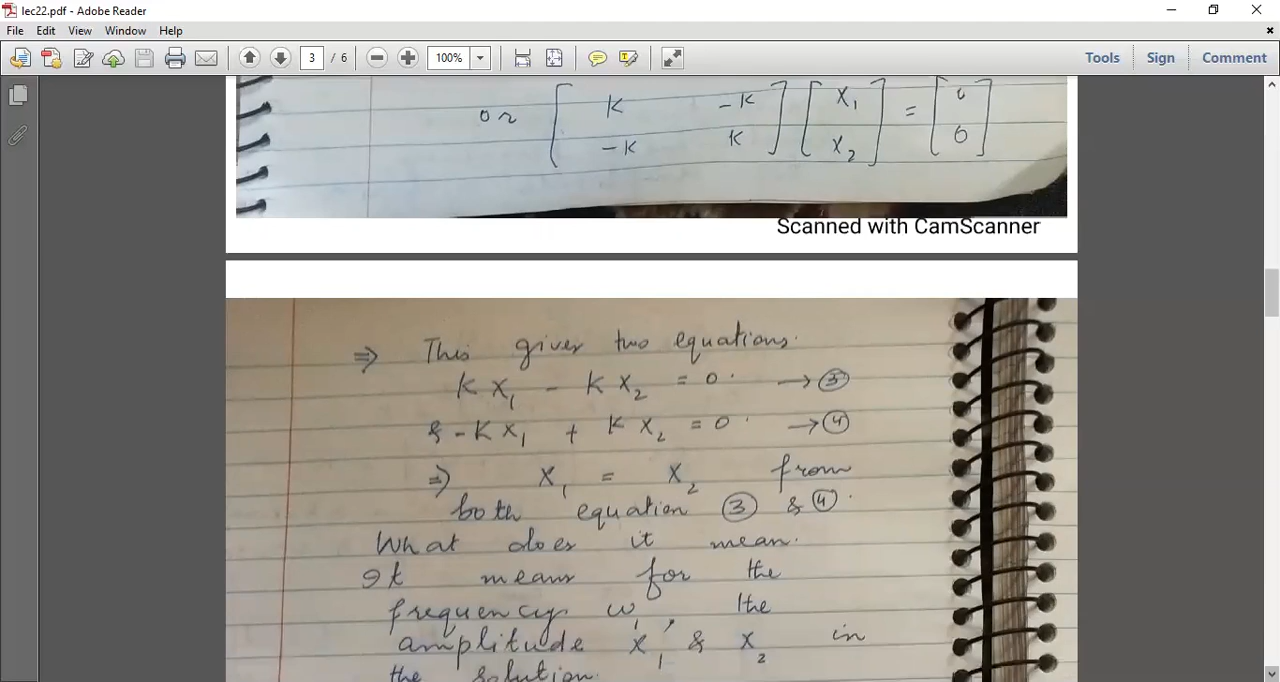 lec22.pdf - Adobe Reader
File Edit View Window Help
3 / 6 100% Tools Sign Comment
or [ K -K ] [ X₁ ] = [ 0 ]
[ -K K ] [ X₂ ] [ 0 ]
Scanned with CamScanner
⇒ This gives two equations.
K X₁ - K X₂ = 0. → ③
& -K X₁ + K X₂ = 0. → ④
⇒ X₁ = X₂ from
both equation ③ & ④.
What does it mean.
It means for the
frequency ω₁, the
amplitude X₁ & X₂ in
the solution.